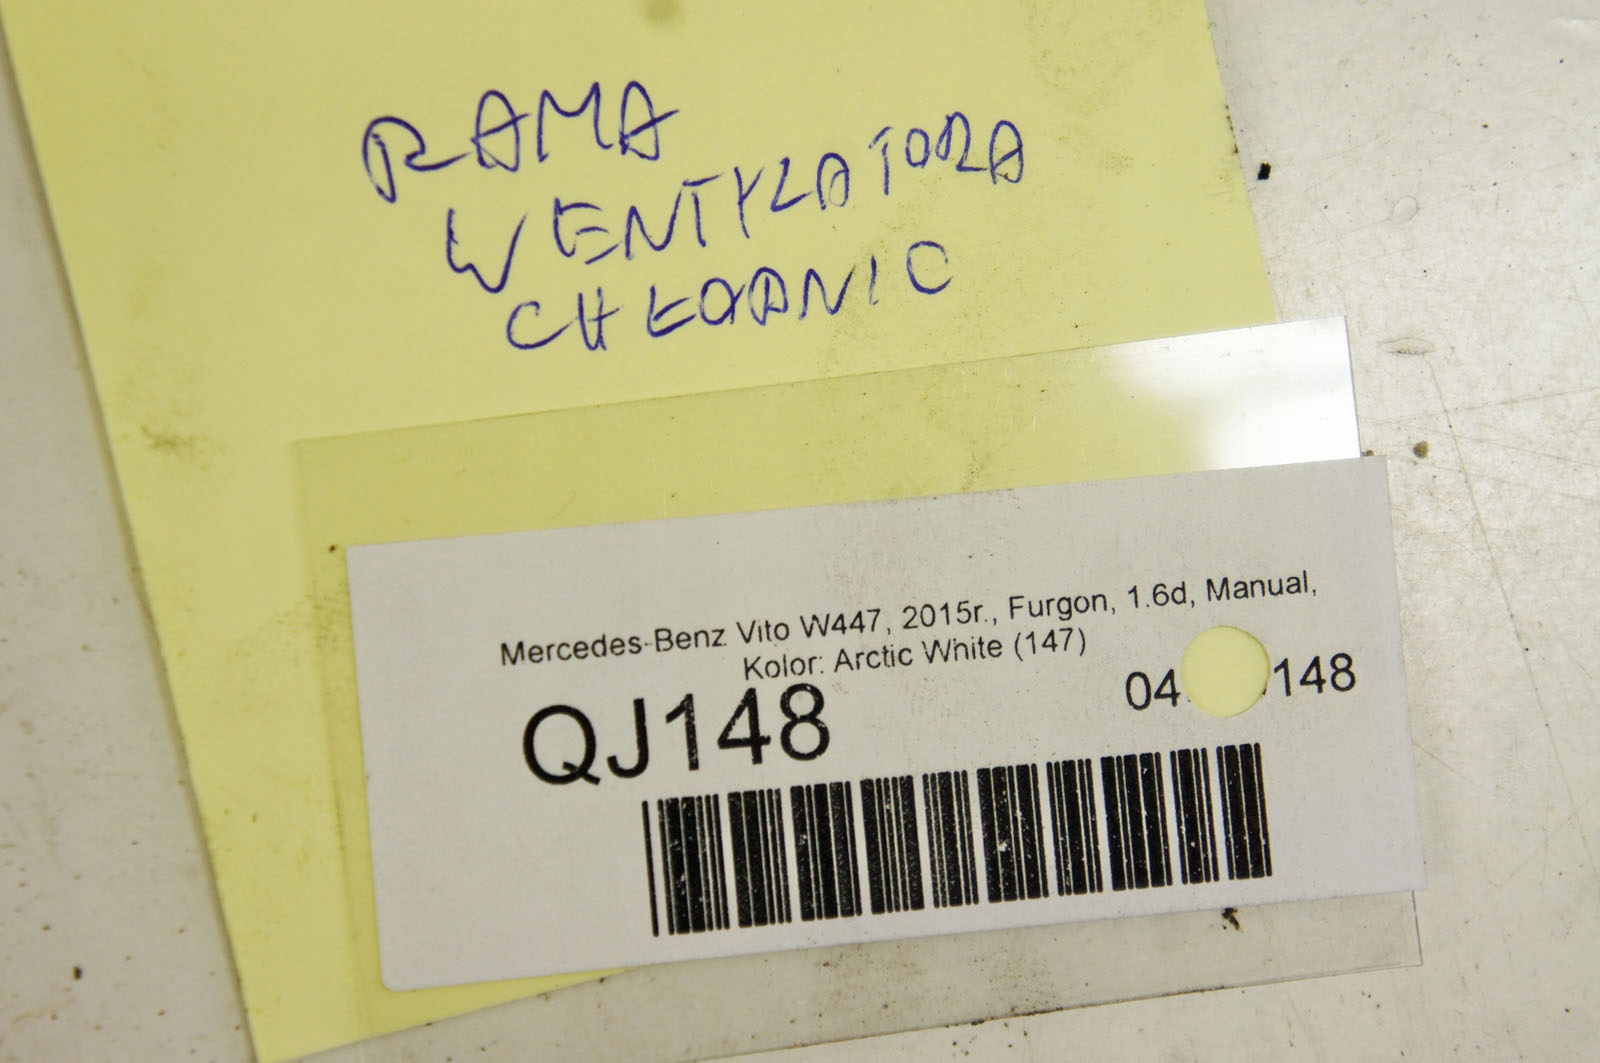 RAMA
WENTYLATORA
CHŁODNIC
Mercedes-Benz Vito W447, 2015r., Furgon, 1.6d, Manual,
Kolor: Arctic White (147)
QJ148